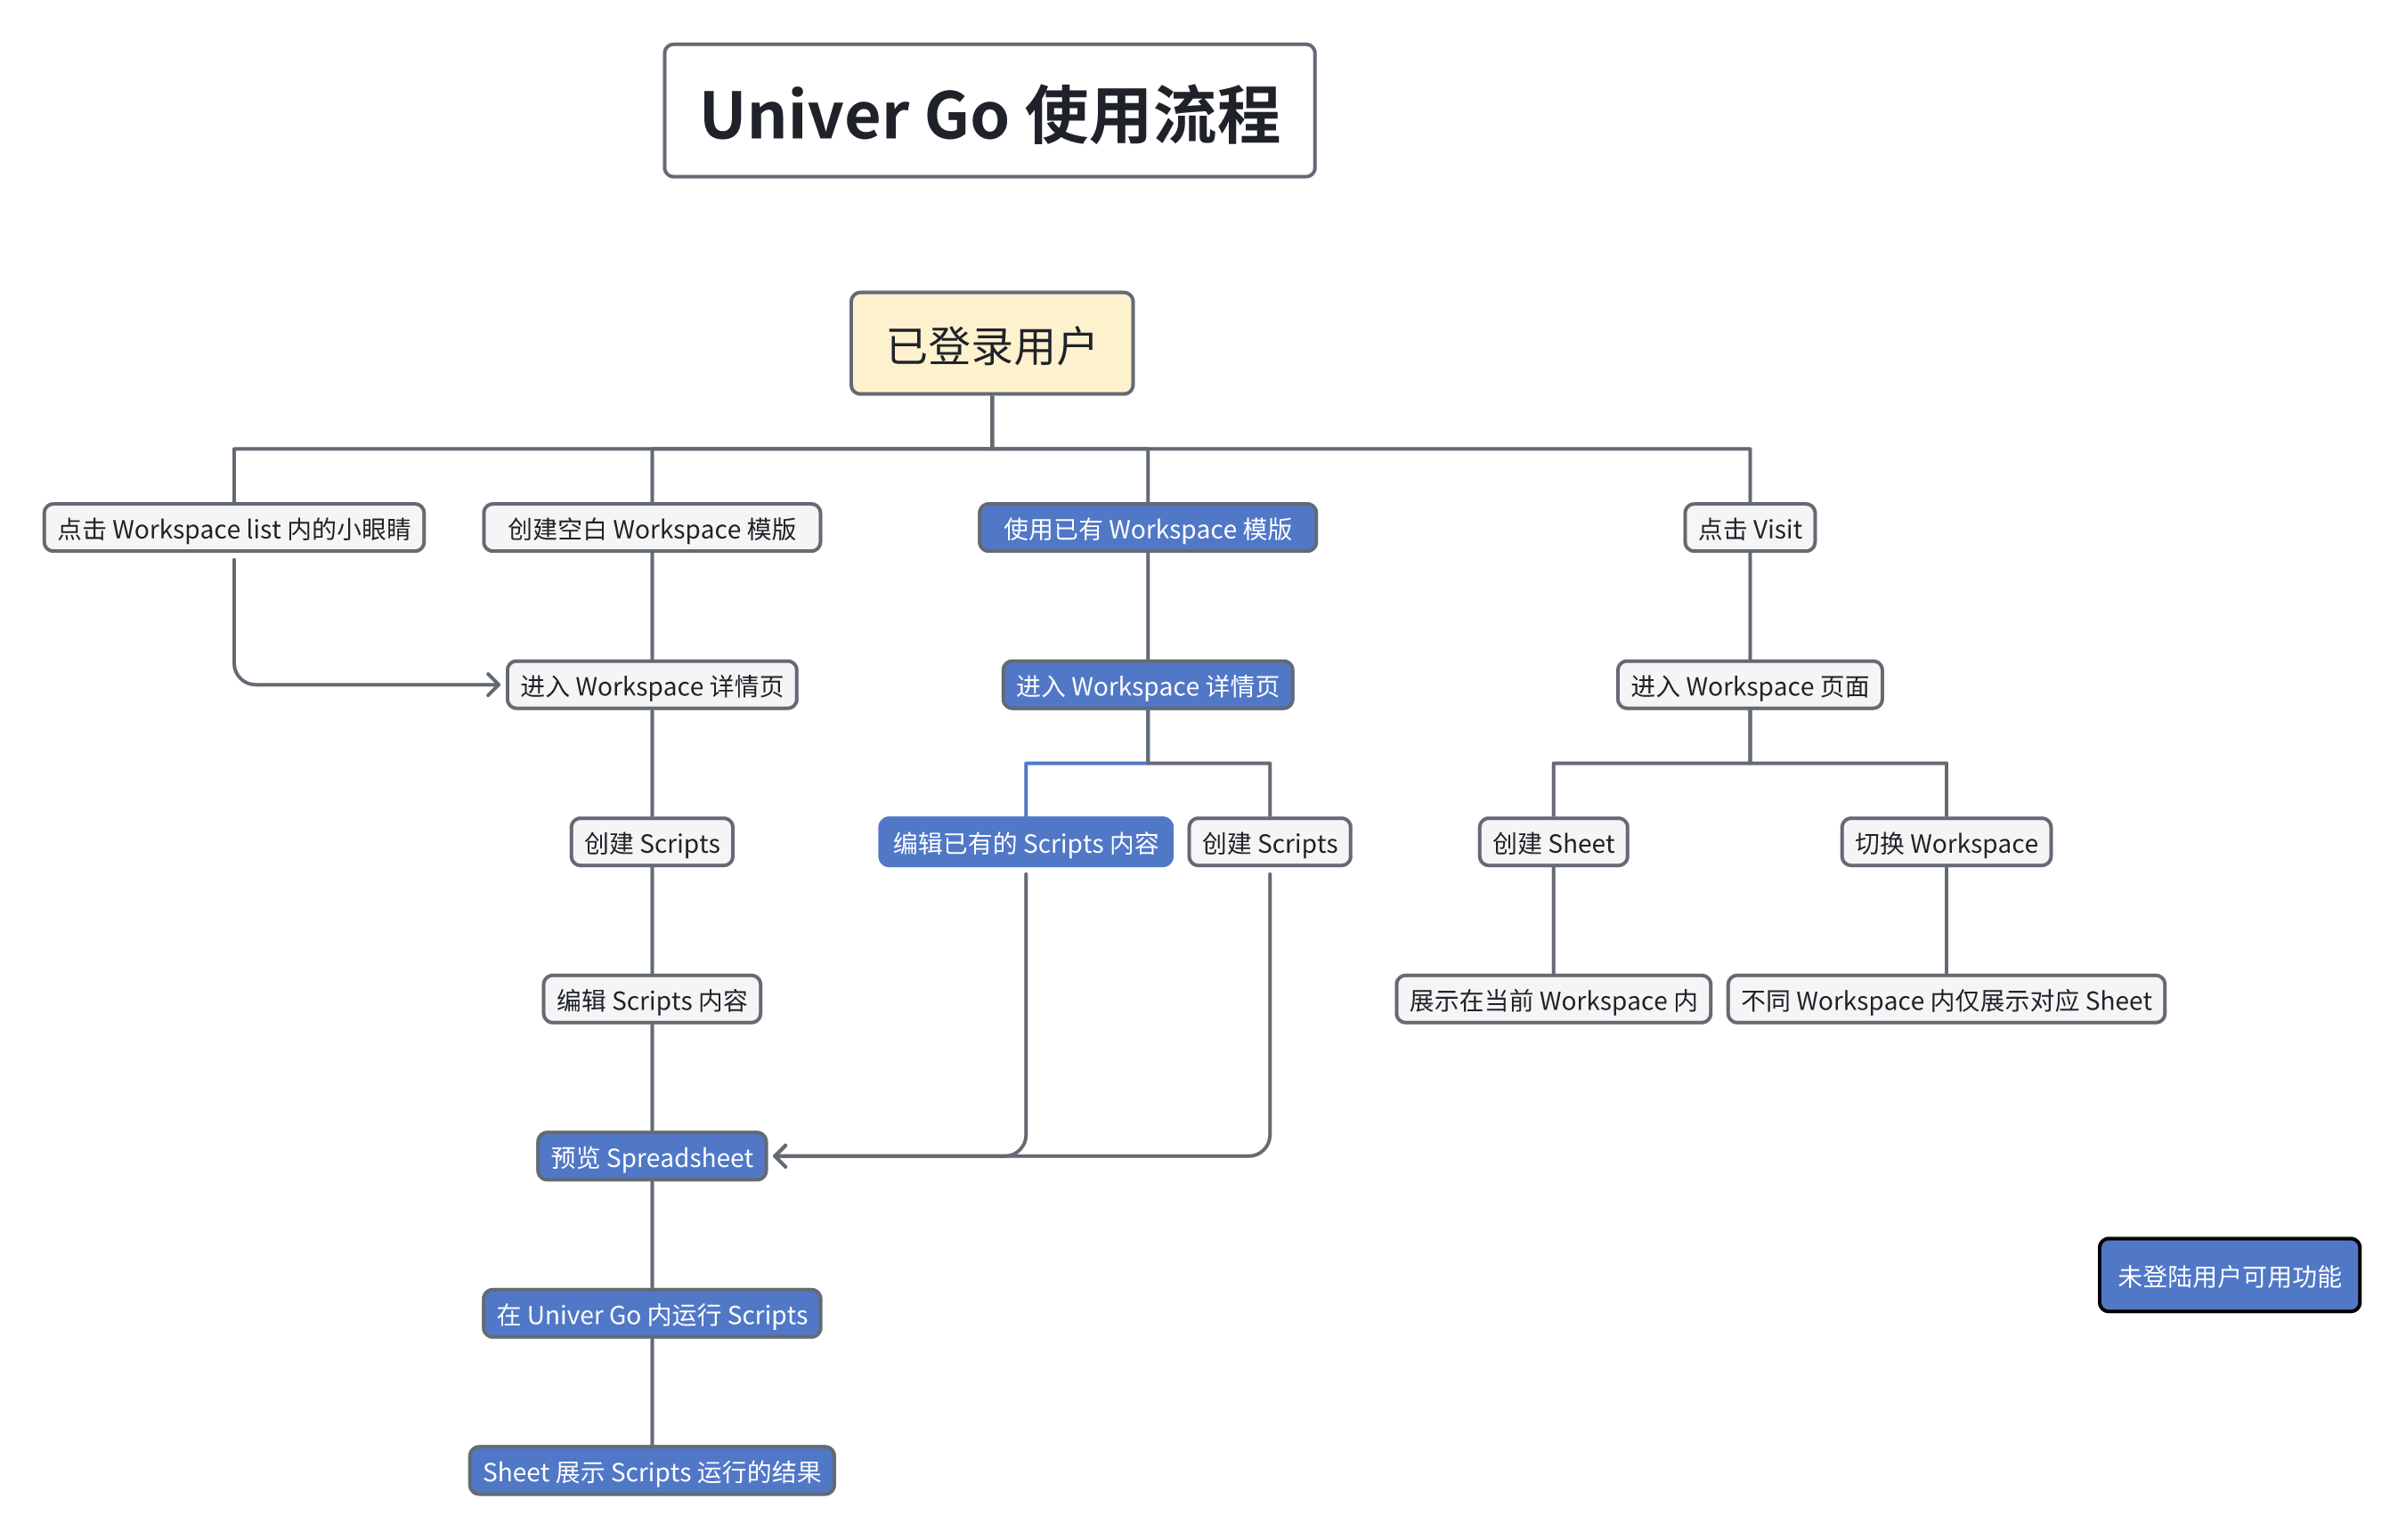 Univer Go 使用流程
已登录用户
点击 Workspace list 内的小眼睛
创建空白 Workspace 模版
使用已有 Workspace 模版
点击 Visit
进入 Workspace 详情页
进入 Workspace 详情页
进入 Workspace 页面
创建 Scripts
编辑已有的 Scripts 内容
创建 Scripts
创建 Sheet
切换 Workspace
编辑 Scripts 内容
展示在当前 Workspace 内
不同 Workspace 内仅展示对应 Sheet
预览 Spreadsheet
未登陆用户可用功能
在 Univer Go 内运行 Scripts
Sheet 展示 Scripts 运行的结果